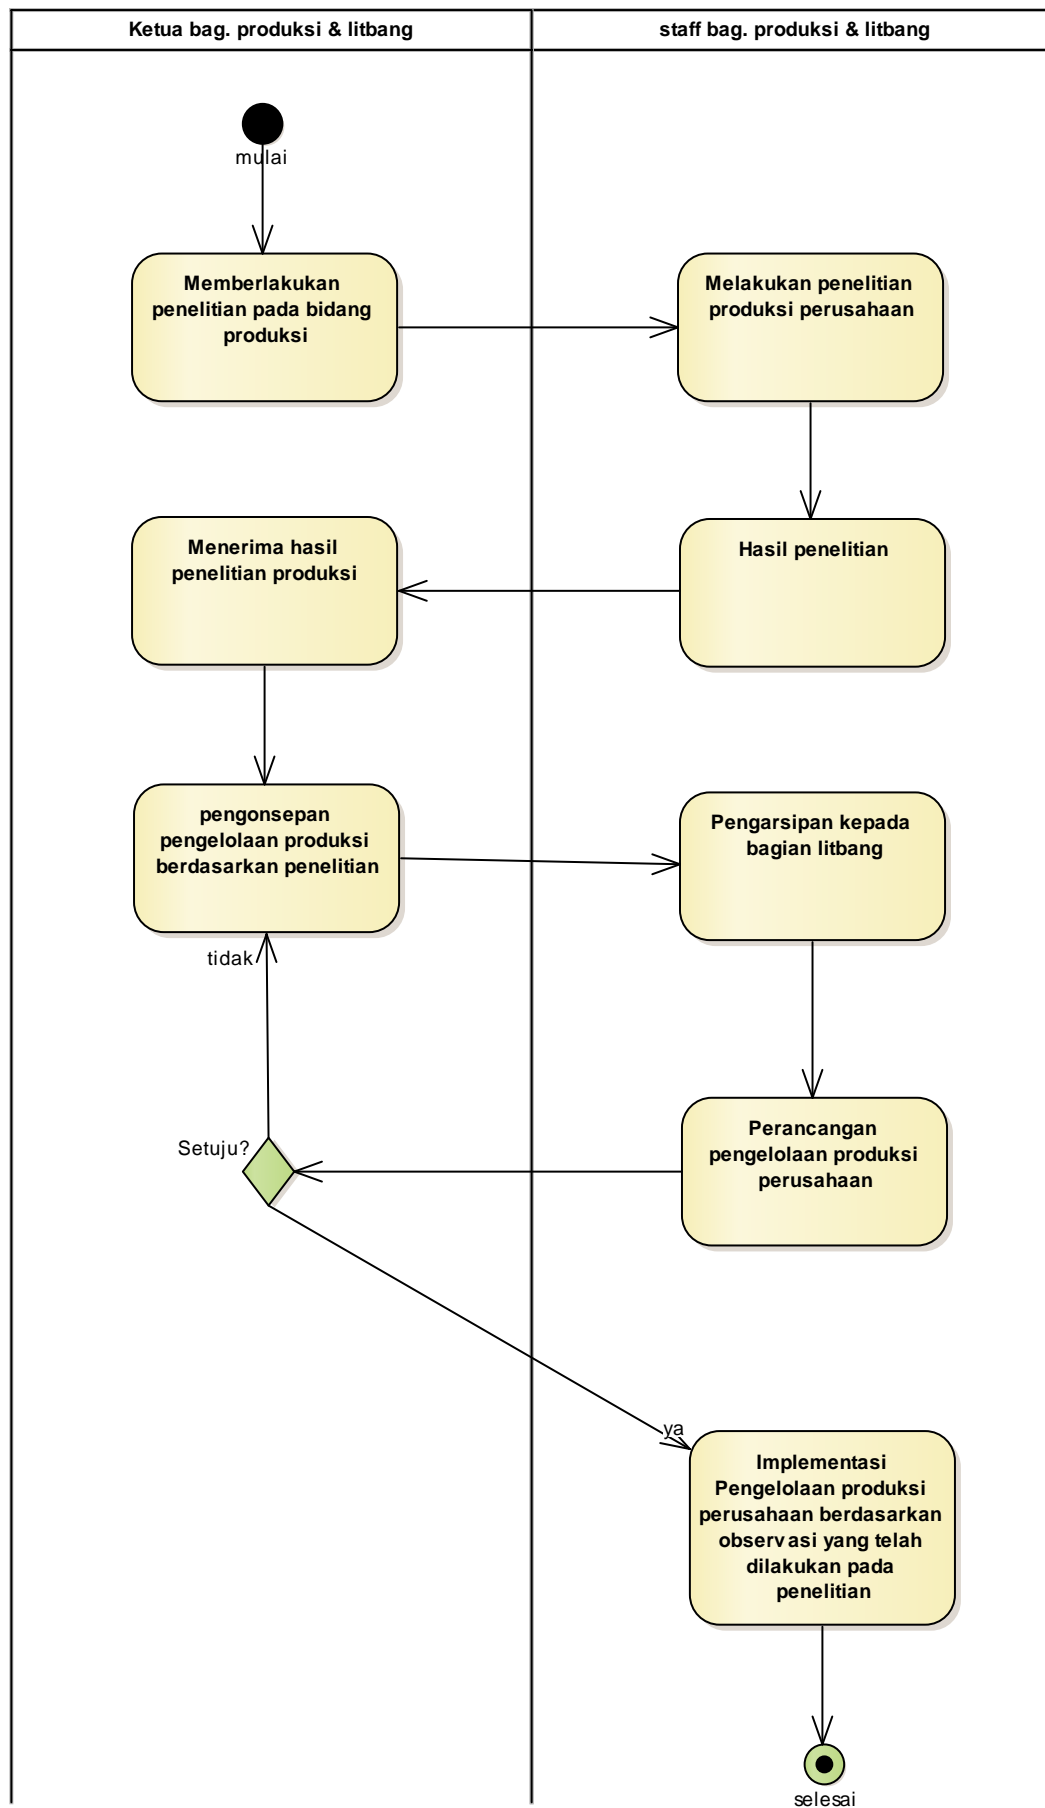 Ketua bag. produksi & litbang
staff bag. produksi & litbang
mulai
Memberlakukan
penelitian pada bidang
produksi
Melakukan penelitian
produksi perusahaan
Menerima hasil
penelitian produksi
Hasil penelitian
pengonsepan
pengelolaan produksi
berdasarkan penelitian
Pengarsipan kepada
bagian litbang
tidak
Setuju?
Perancangan
pengelolaan produksi
perusahaan
ya
Implementasi
Pengelolaan produksi
perusahaan berdasarkan
observasi yang telah
dilakukan pada
penelitian
selesai